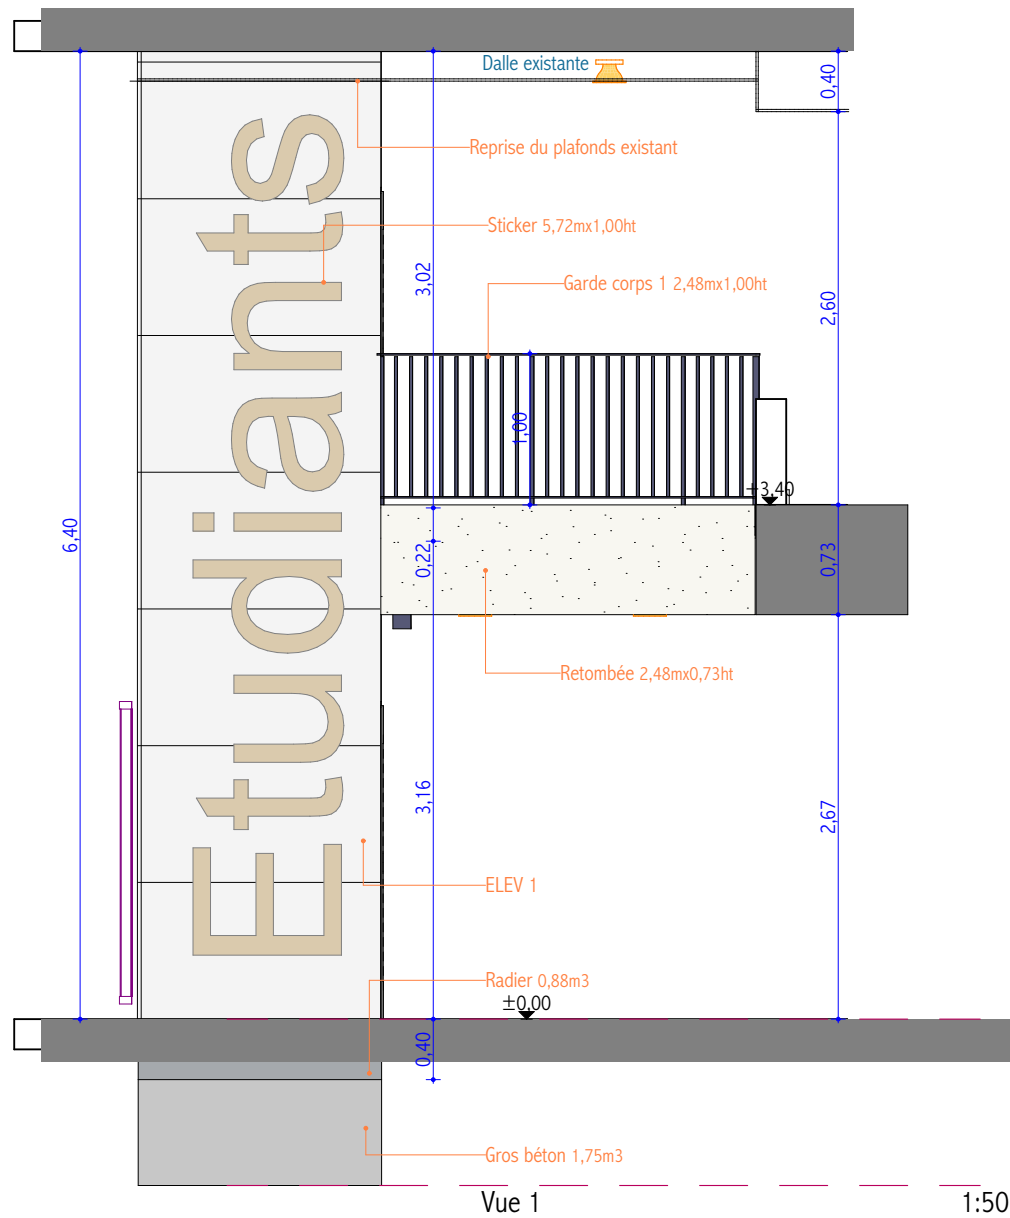 Dalle existante
0,40
Reprise du plafonds existant
Sticker 5,72mx1,00ht
3,02
Garde corps 1 2,48mx1,00ht
2,60
Etudiants
1,00
+3,40
6,40
0,22
0,73
Retombée 2,48mx0,73ht
3,16
2,67
ELEV 1
Radier 0,88m3
±0,00
0,40
Gros béton 1,75m3
Vue 1
1:50